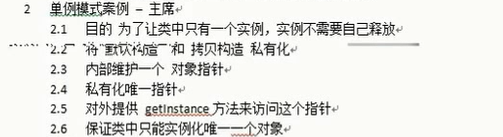 2 单例模式案例 – 主席
2.1 目的 为了让类中只有一个实例，实例不需要自己释放
2.2 将 默认构造 和 拷贝构造 私有化
2.3 内部维护一个 对象指针
2.4 私有化唯一指针
2.5 对外提供 getInstance 方法来访问这个指针
2.6 保证类中只能实例化唯一一个对象